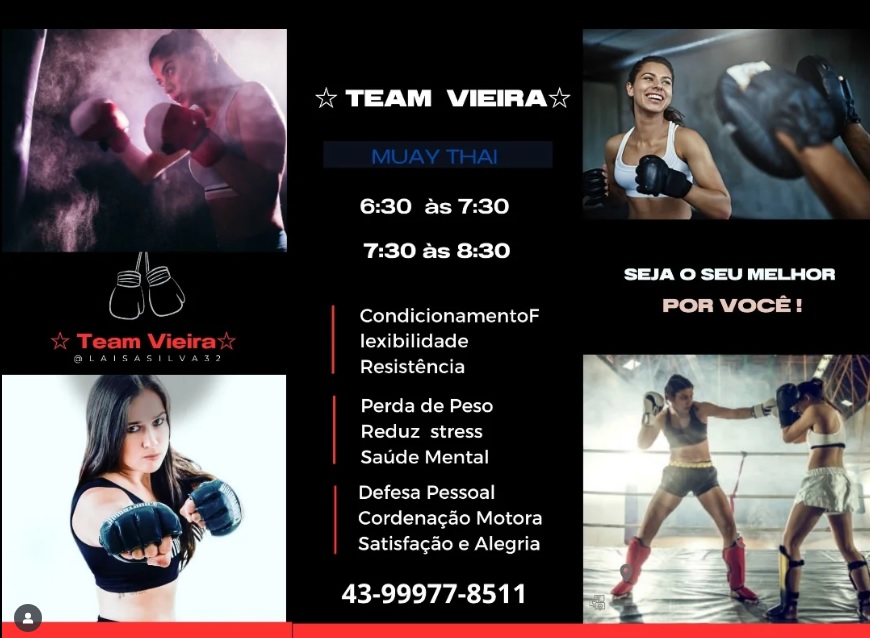 ☆ Team Vieira☆
@LAISASILVA32
☆ TEAM VIEIRA☆
MUAY THAI
6:30 às 7:30
7:30 às 8:30
CondicionamentoF
lexibilidade
Resistência
Perda de Peso
Reduz stress
Saúde Mental
Defesa Pessoal
Cordenação Motora
Satisfação e Alegria
43-99977-8511
SEJA O SEU MELHOR
POR VOCÊ !